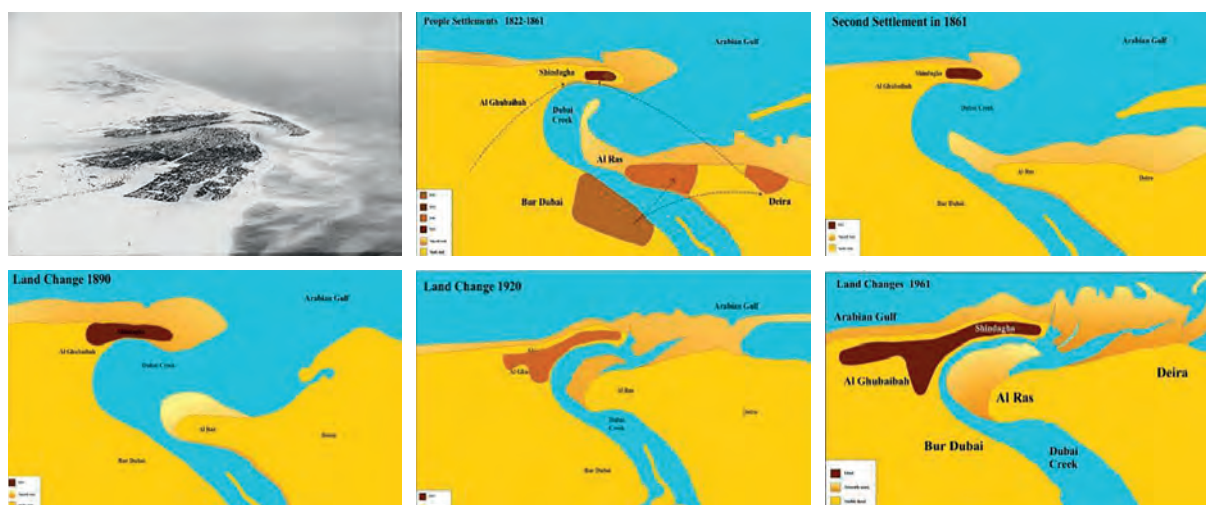 People Settlements 1822-1861
Arabian Gulf
Shindagha
Al Ghubaibah
Dubai
Creek
Al Ras
Bur Dubai
Deira
Second Settlement in 1861
Arabian Gulf
Shindagha
Al Ghubaibah
Dubai Creek
Al Ras
Deira
Bur Dubai
Land Change 1890
Arabian Gulf
Shindagha
Al Ghubaibah
Dubai Creek
Al Ras
Deira
Bur Dubai
Land Change 1920
Arabian Gulf
Al Ras
Deira
Dubai
Creek
Bur Dubai
Land Changes 1961
Arabian Gulf
Arabian Gulf
Shindagha
Al Ghubaibah
Deira
Al Ras
Bur Dubai
Dubai
Creek